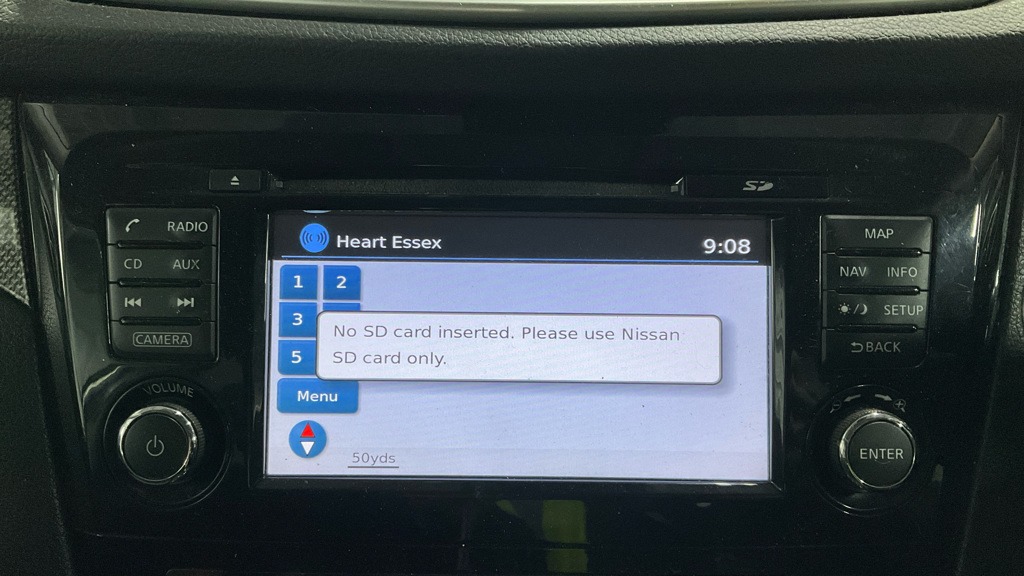 SD
RADIO
CD AUX
CAMERA
VOLUME
Heart Essex
9:08
1 2
3
5
No SD card inserted. Please use Nissan
SD card only.
Menu
50yds
MAP
NAV INFO
SETUP
BACK
ENTER